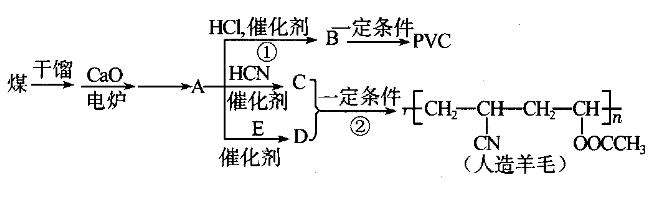 HCl,催化剂 B 一定条件 PVC
①
煤 干馏 CaO 电炉 A HCN 催化剂 C 一定条件 ② [CH₂—CH—CH₂—CH]n
E 催化剂 D
CN OOCCH₃
(人造羊毛)